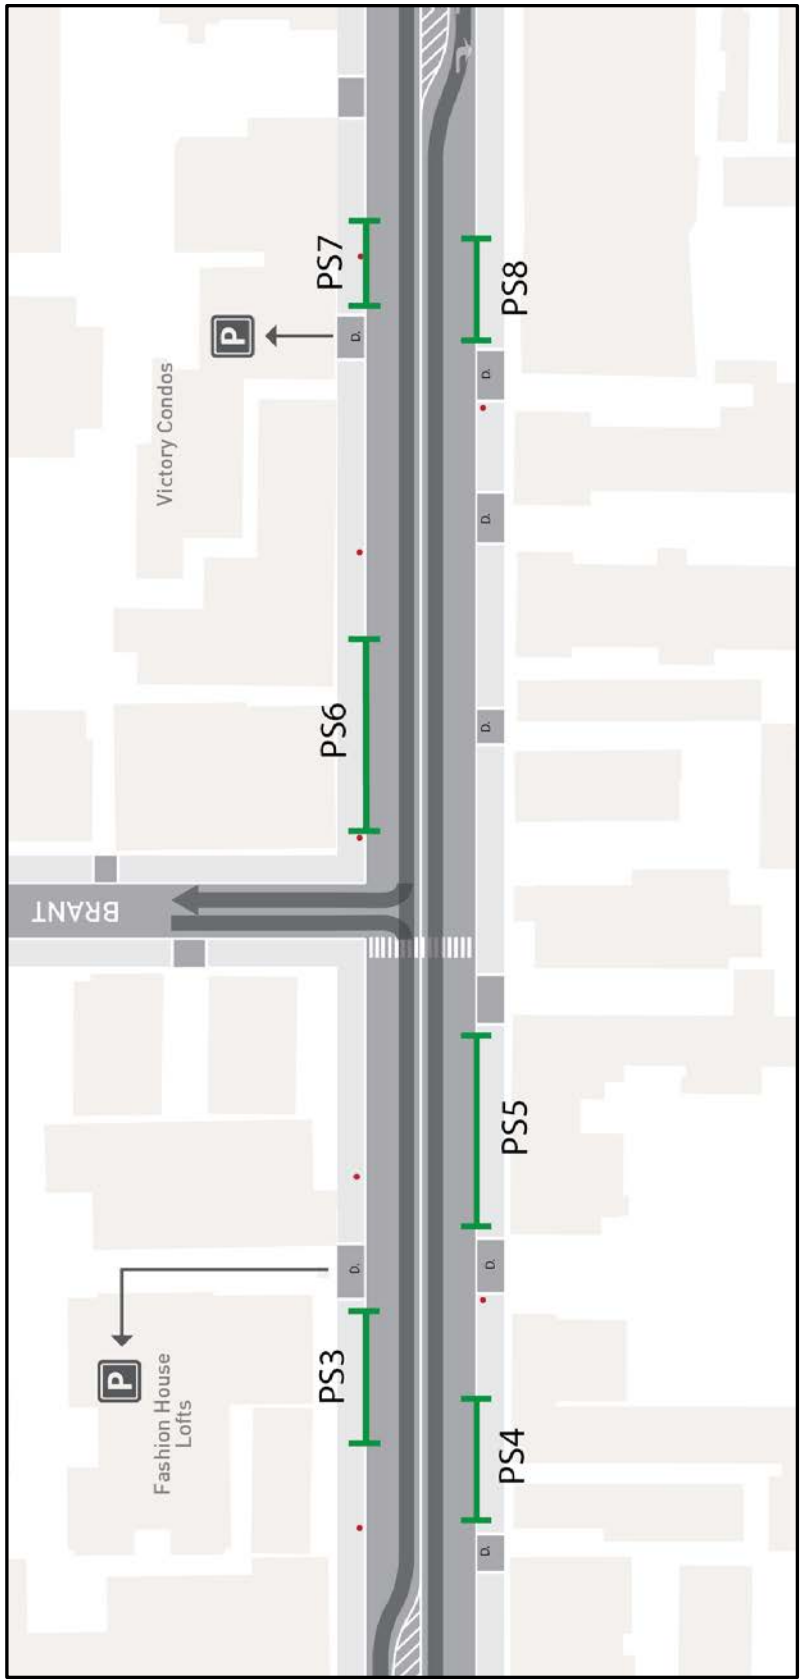 PS7
PS8
P
D.
D.
Victory Condos
D.
PS6
D.
BRANT
PS5
D.
D.
P
PS3
Fashion House
Lofts
PS4
D.